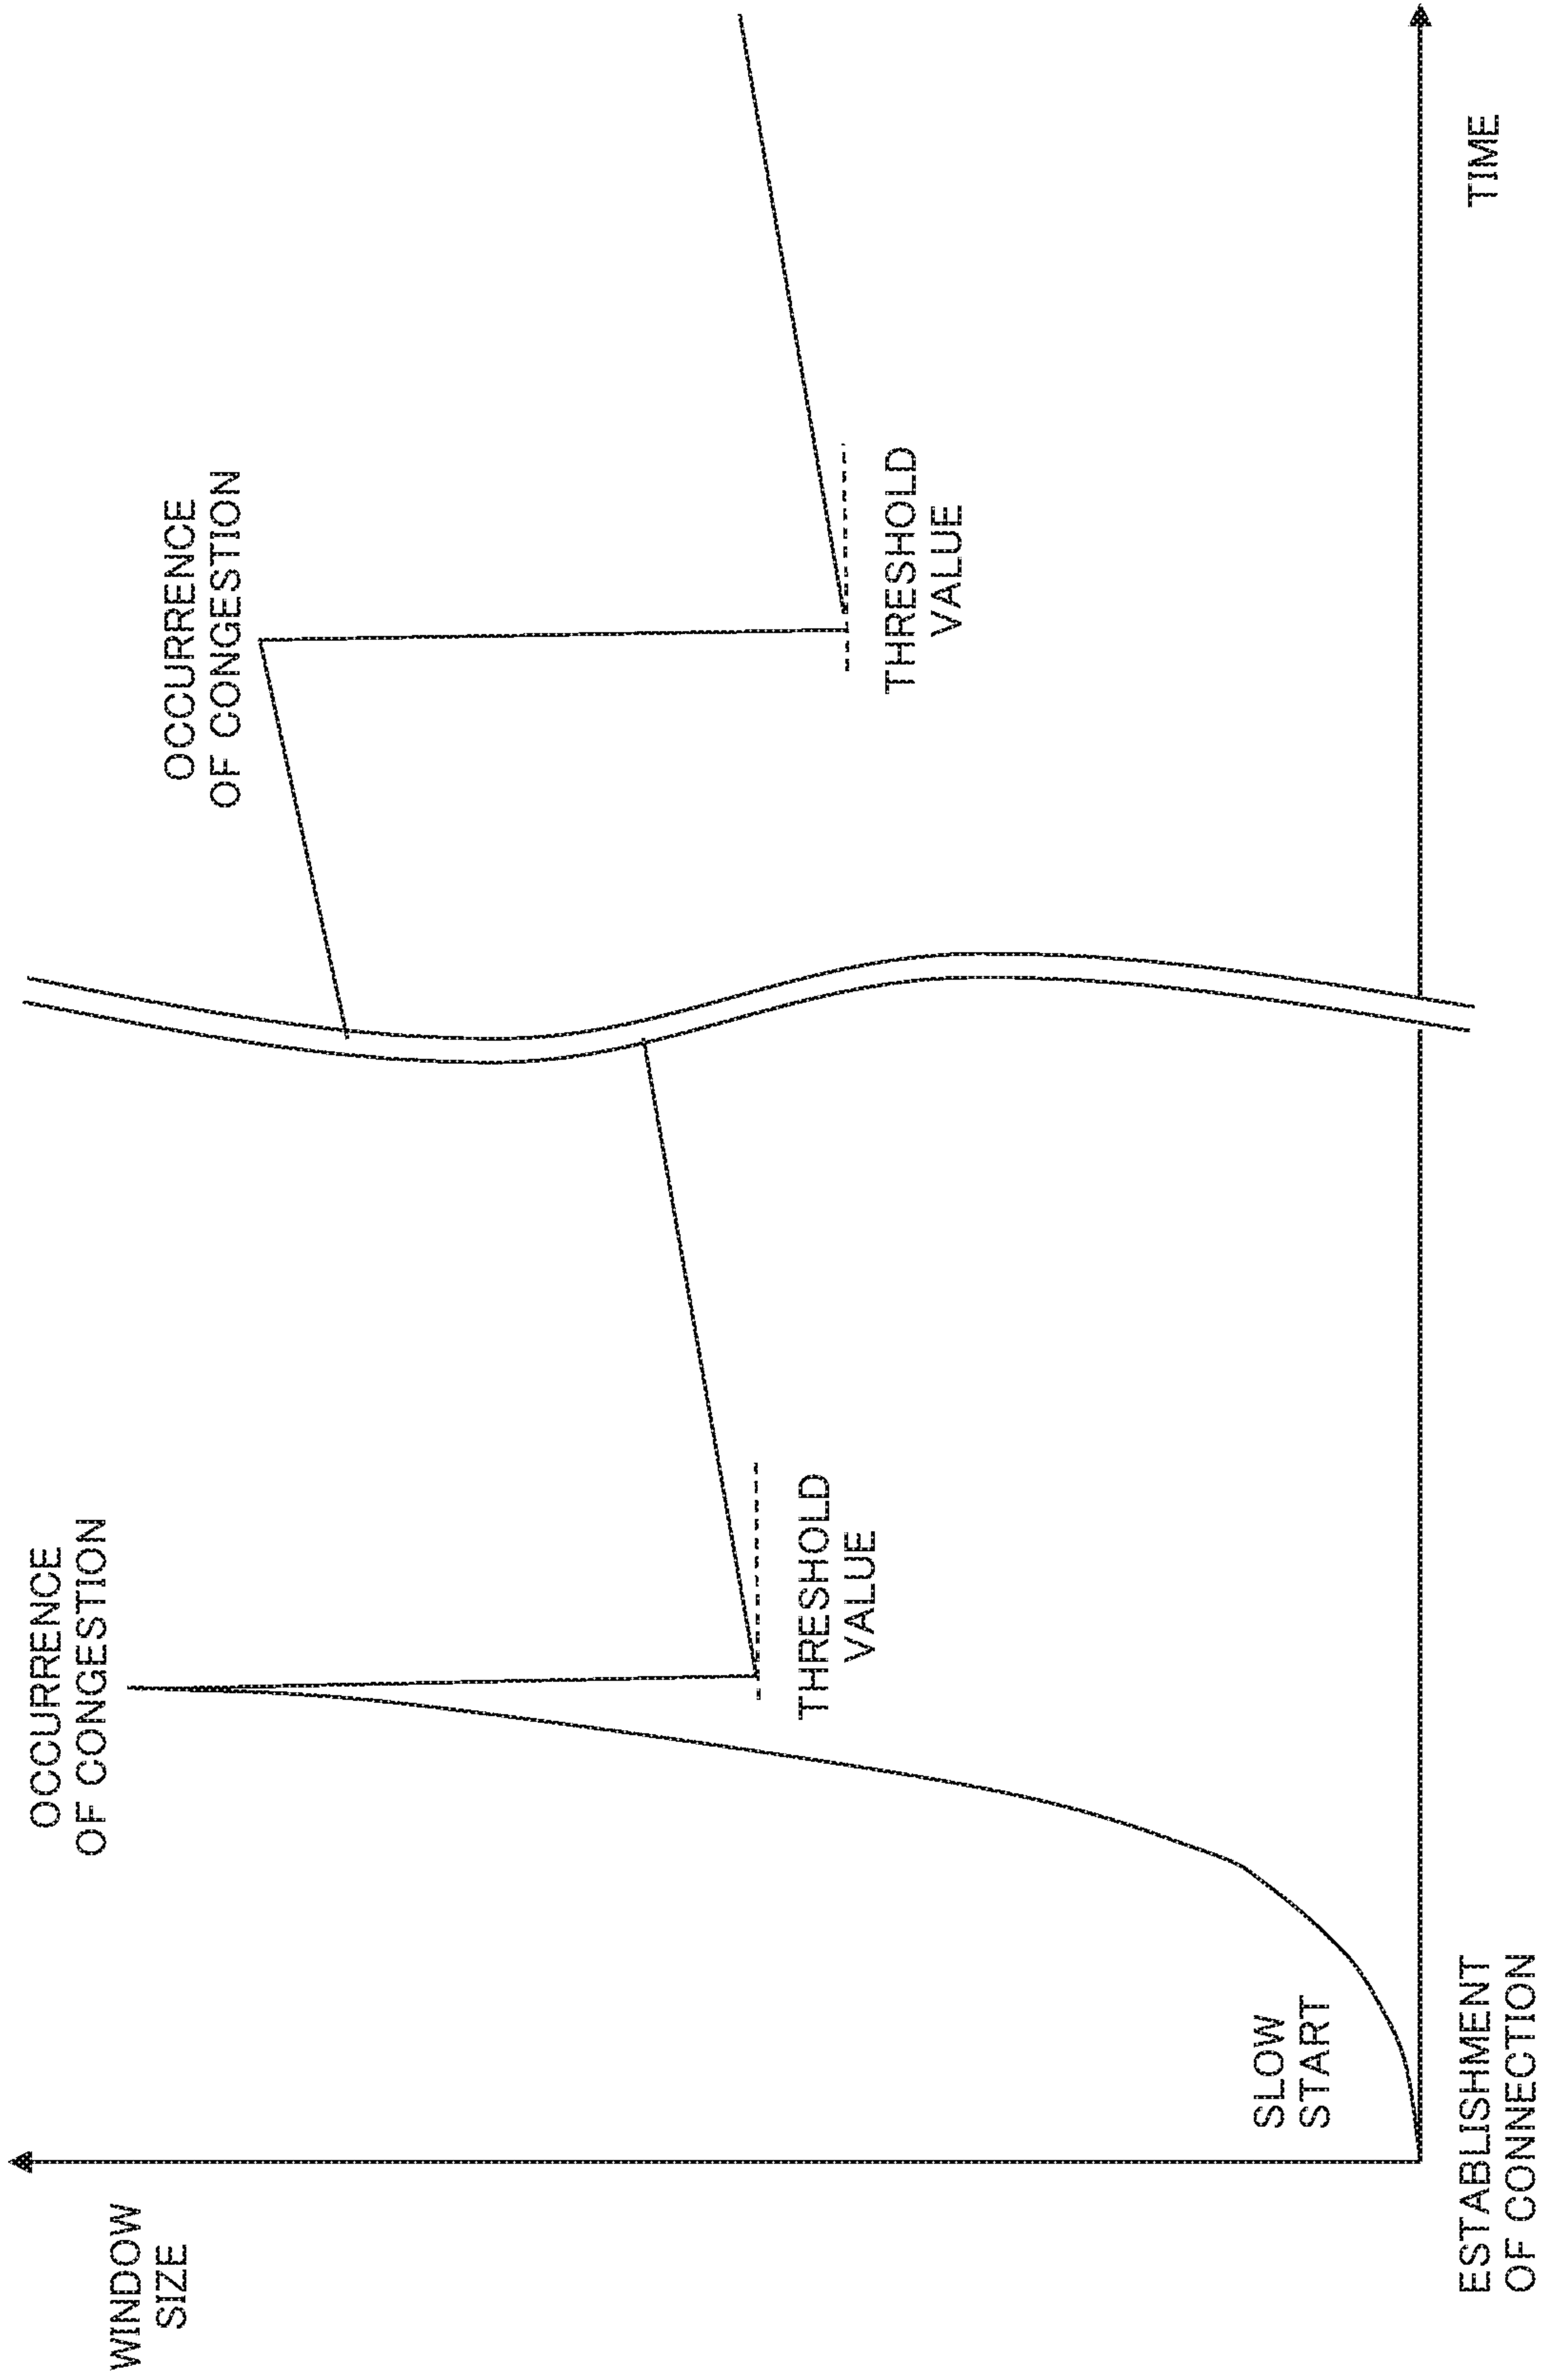 WINDOW
SIZE
OCCURRENCE
OF CONGESTION
OCCURRENCE
OF CONGESTION
THRESHOLD
VALUE
THRESHOLD
VALUE
SLOW
START
ESTABLISHMENT
OF CONNECTION
TIME